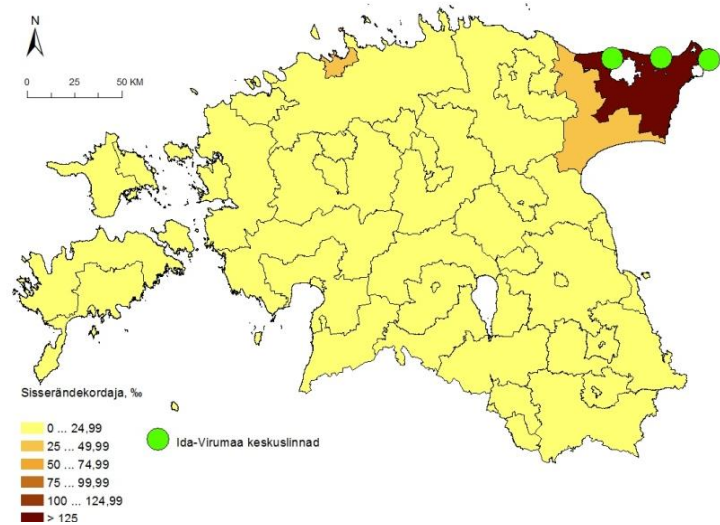 N
0 25 50 KM
Sisserändekordaja, ‰
0 ... 24,99
25 ... 49,99
50 ... 74,99
75 ... 99,99
100 ... 124,99
> 125
Ida-Virumaa keskuslinnad